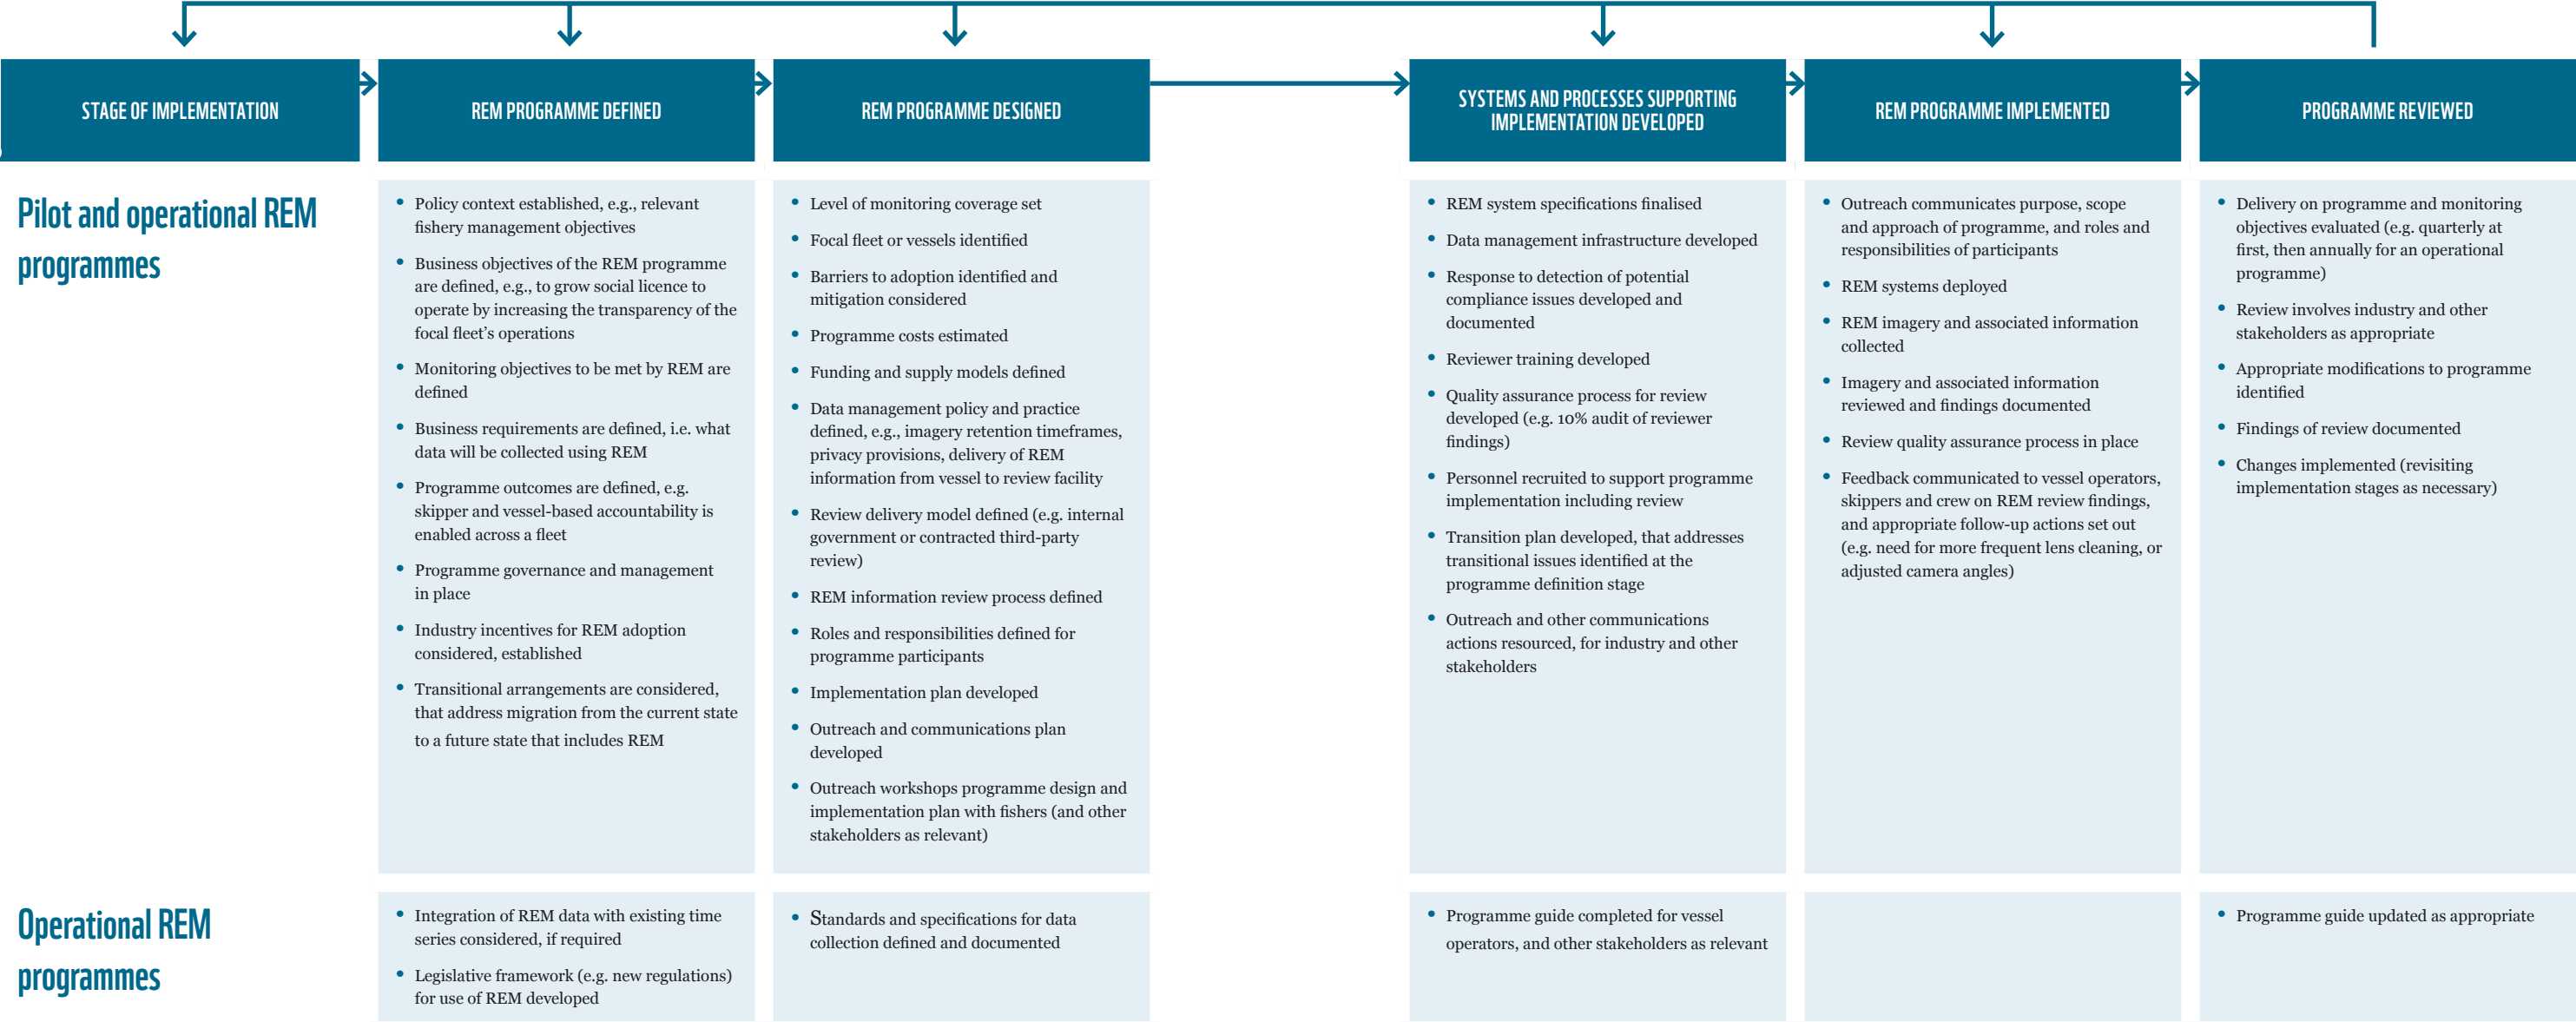 STAGE OF IMPLEMENTATION
REM PROGRAMME DEFINED
REM PROGRAMME DESIGNED
SYSTEMS AND PROCESSES SUPPORTING
IMPLEMENTATION DEVELOPED
REM PROGRAMME IMPLEMENTED
PROGRAMME REVIEWED
Pilot and operational REM
programmes
• Policy context established, e.g., relevant
fishery management objectives
• Business objectives of the REM programme
are defined, e.g., to grow social licence to
operate by increasing the transparency of the
focal fleet's operations
• Monitoring objectives to be met by REM are
defined
• Business requirements are defined, i.e. what
data will be collected using REM
• Programme outcomes are defined, e.g.
skipper and vessel-based accountability is
enabled across a fleet
• Programme governance and management
in place
• Industry incentives for REM adoption
considered, established
• Transitional arrangements are considered,
that address migration from the current state
to a future state that includes REM
• Level of monitoring coverage set
• Focal fleet or vessels identified
• Barriers to adoption identified and
mitigation considered
• Programme costs estimated
• Funding and supply models defined
• Data management policy and practice
defined, e.g., imagery retention timeframes,
privacy provisions, delivery of REM
information from vessel to review facility
• Review delivery model defined (e.g. internal
government or contracted third-party
review)
• REM information review process defined
• Roles and responsibilities defined for
programme participants
• Implementation plan developed
• Outreach and communications plan
developed
• Outreach workshops programme design and
implementation plan with fishers (and other
stakeholders as relevant)
• REM system specifications finalised
• Data management infrastructure developed
• Response to detection of potential
compliance issues developed and
documented
• Reviewer training developed
• Quality assurance process for review
developed (e.g. 10% audit of reviewer
findings)
• Personnel recruited to support programme
implementation including review
• Transition plan developed, that addresses
transitional issues identified at the
programme definition stage
• Outreach and other communications
actions resourced, for industry and other
stakeholders
• Outreach communicates purpose, scope
and approach of programme, and roles and
responsibilities of participants
• REM systems deployed
• REM imagery and associated information
collected
• Imagery and associated information
reviewed and findings documented
• Review quality assurance process in place
• Feedback communicated to vessel operators,
skippers and crew on REM review findings,
and appropriate follow-up actions set out
(e.g. need for more frequent lens cleaning, or
adjusted camera angles)
• Delivery on programme and monitoring
objectives evaluated (e.g. quarterly at
first, then annually for an operational
programme)
• Review involves industry and other
stakeholders as appropriate
• Appropriate modifications to programme
identified
• Findings of review documented
• Changes implemented (revisiting
implementation stages as necessary)
Operational REM
programmes
• Integration of REM data with existing time
series considered, if required
• Legislative framework (e.g. new regulations)
for use of REM developed
• Standards and specifications for data
collection defined and documented
• Programme guide completed for vessel
operators, and other stakeholders as relevant
• Programme guide updated as appropriate